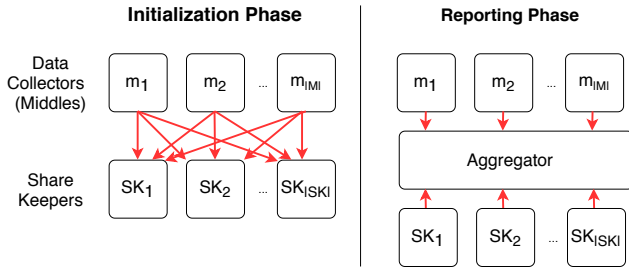 Initialization Phase
Data
Collectors
(Middles)
m1 m2 ... m|M|
Share
Keepers
SK1 SK2 ... SK|SK|
Reporting Phase
m1 m2 ... m|M|
Aggregator
SK1 SK2 ... SK|SK|